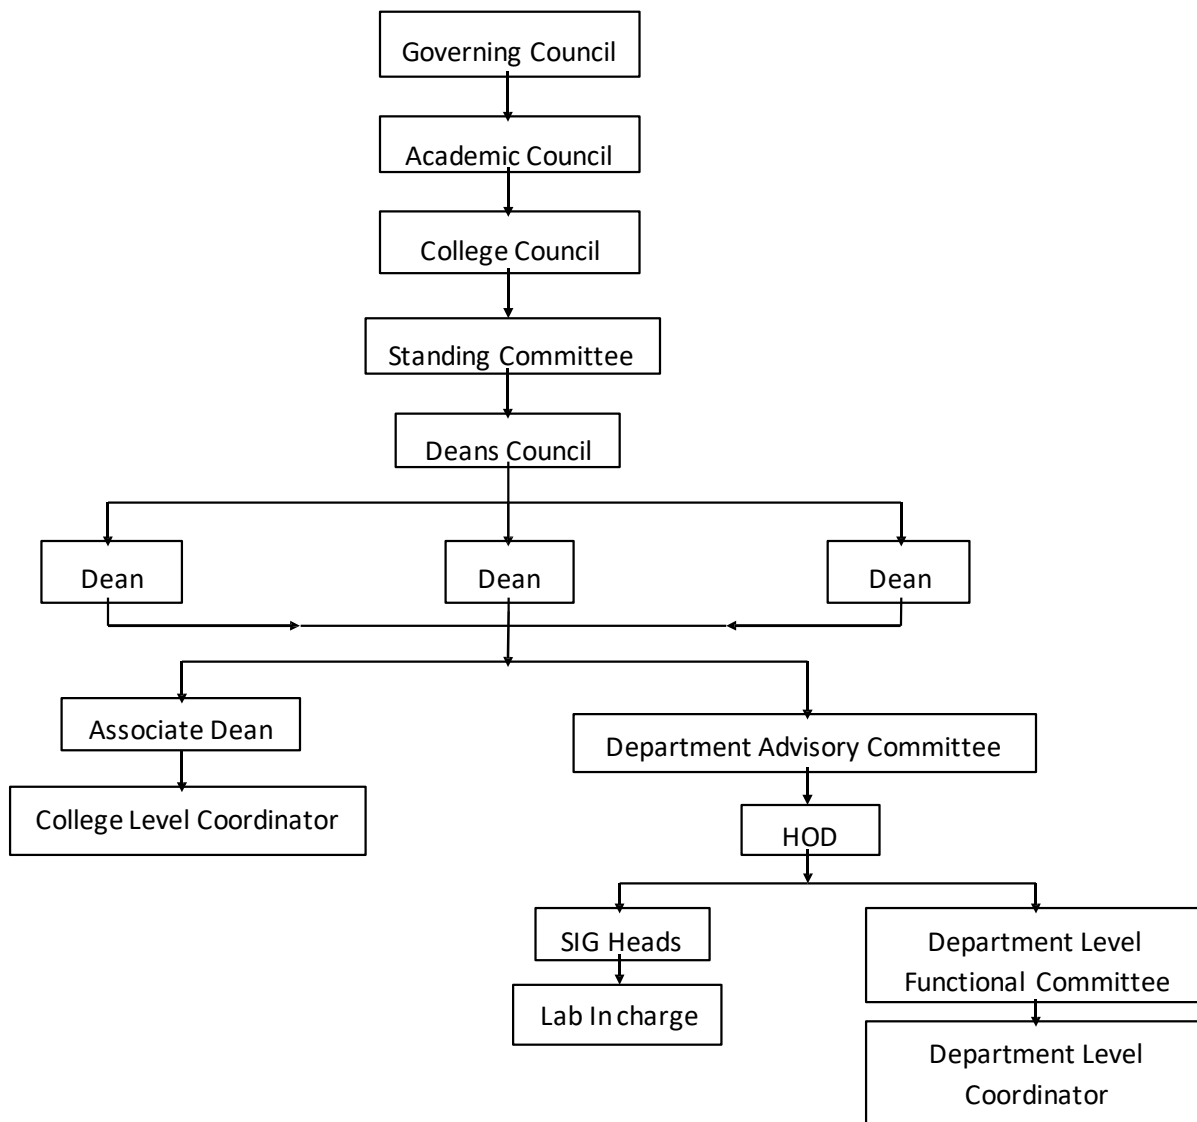 Governing Council
Academic Council
College Council
Standing Committee
Deans Council
Dean
Dean
Dean
Associate Dean
Department Advisory Committee
College Level Coordinator
HOD
SIG Heads
Department Level
Functional Committee
Lab In charge
Department Level
Coordinator